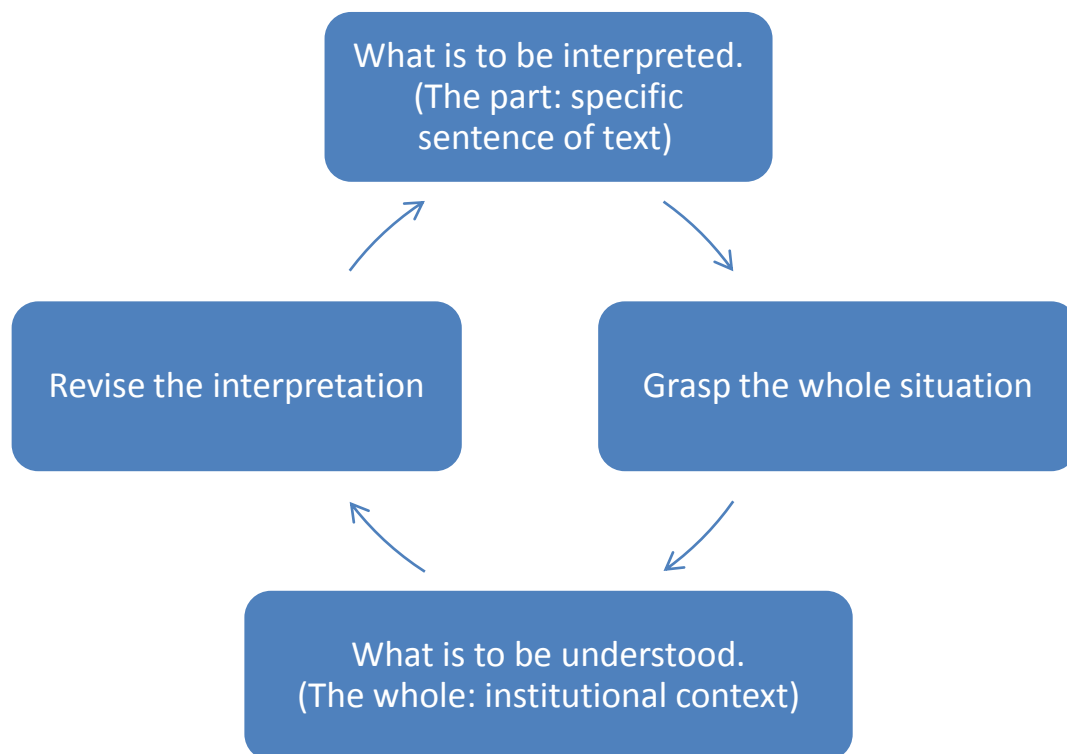 What is to be interpreted.
(The part: specific
sentence of text)
Revise the interpretation
Grasp the whole situation
What is to be understood.
(The whole: institutional context)